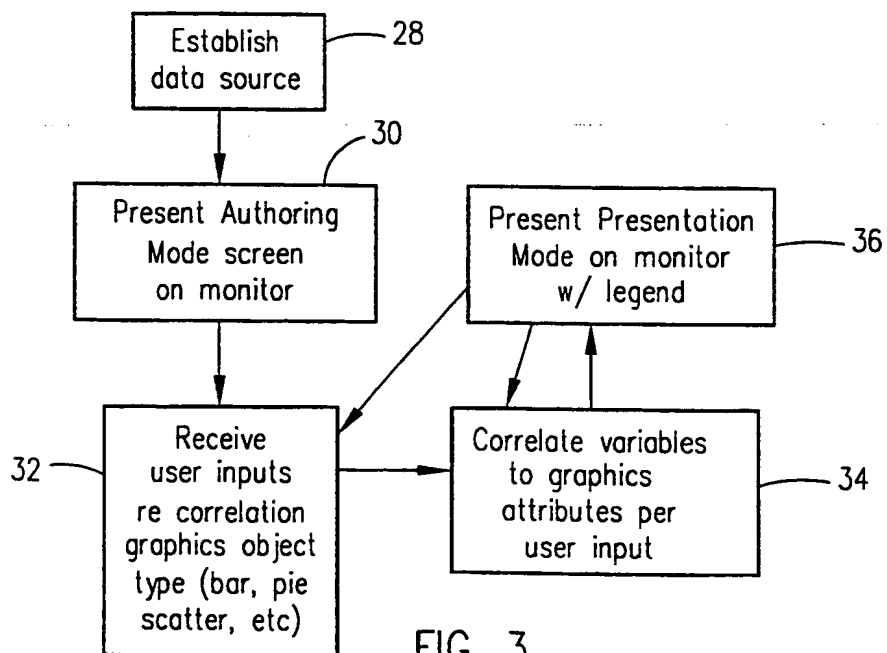 Establish
data source
28
30
Present Authoring
Mode screen
on monitor
Present Presentation
Mode on monitor
w/ legend
36
32
Receive
user inputs
re correlation
graphics object
type (bar, pie
scatter, etc)
Correlate variables
to graphics
attributes per
user input
34
FIG. 3